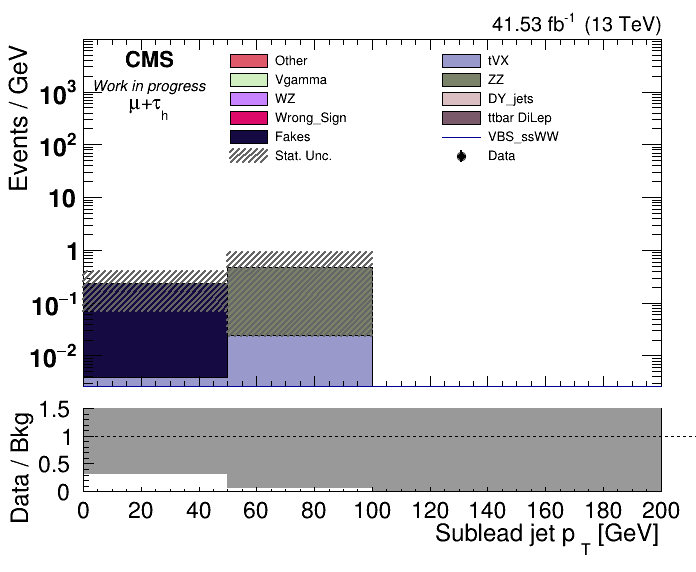 41.53 fb⁻¹ (13 TeV)
CMS
Work in progress
μ+τh
Other
Vgamma
WZ
Wrong_Sign
Fakes
Stat. Unc.
tVX
ZZ
DY_jets
ttbar DiLep
VBS_ssWW
Data
Events / GeV
10³
10²
10
1
10⁻¹
10⁻²
Data / Bkg
1.5
1
0.5
0
0 20 40 60 80 100 120 140 160 180 200
Sublead jet p T [GeV]